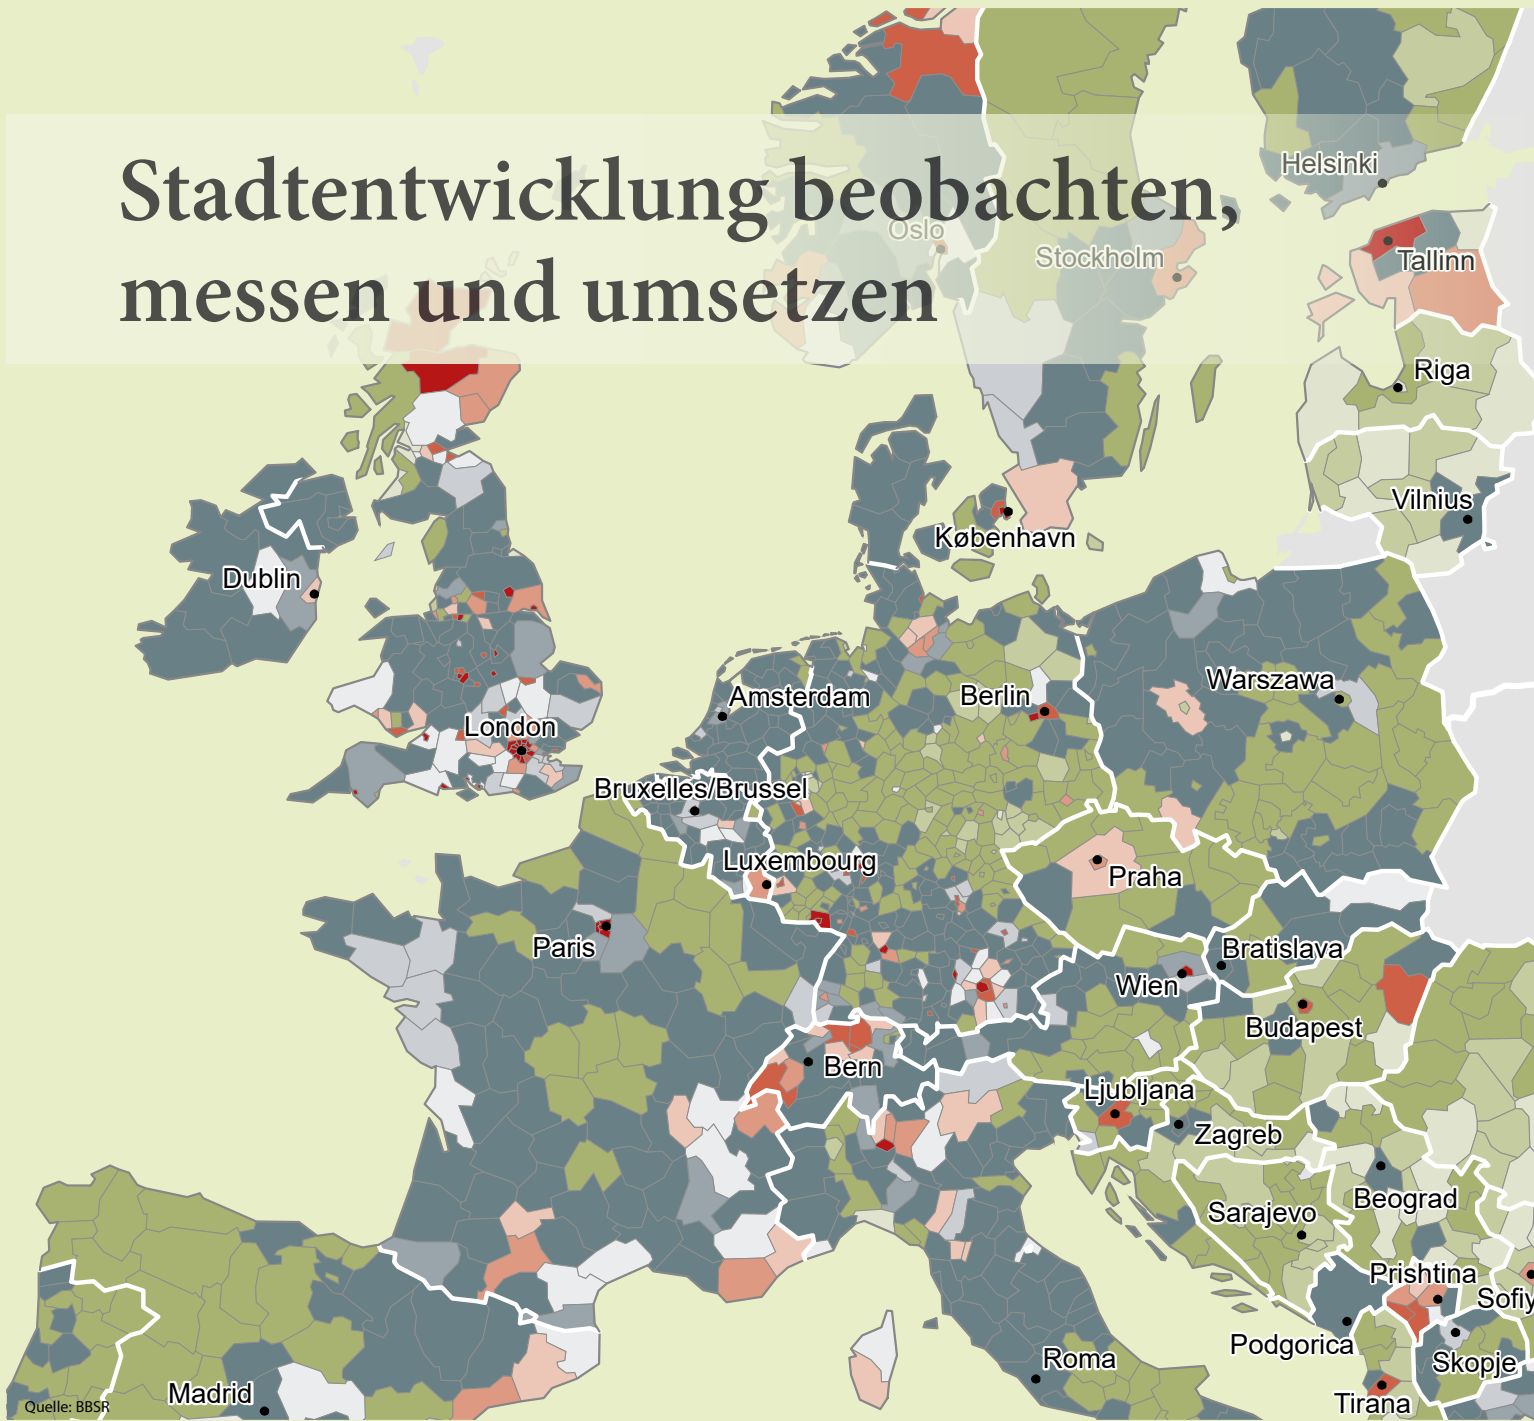 Stadtentwicklung beobachten,
messen und umsetzen
Helsinki
Oslo
Stockholm
Tallinn
Riga
Vilnius
København
Dublin
Amsterdam
Berlin
Warszawa
London
Bruxelles/Brussel
Luxembourg
Praha
Paris
Bratislava
Wien
Budapest
Bern
Ljubljana
Zagreb
Beograd
Sarajevo
Prishtina
Sofiy
Podgorica
Roma
Skopje
Madrid
Tirana
Quelle: BBSR